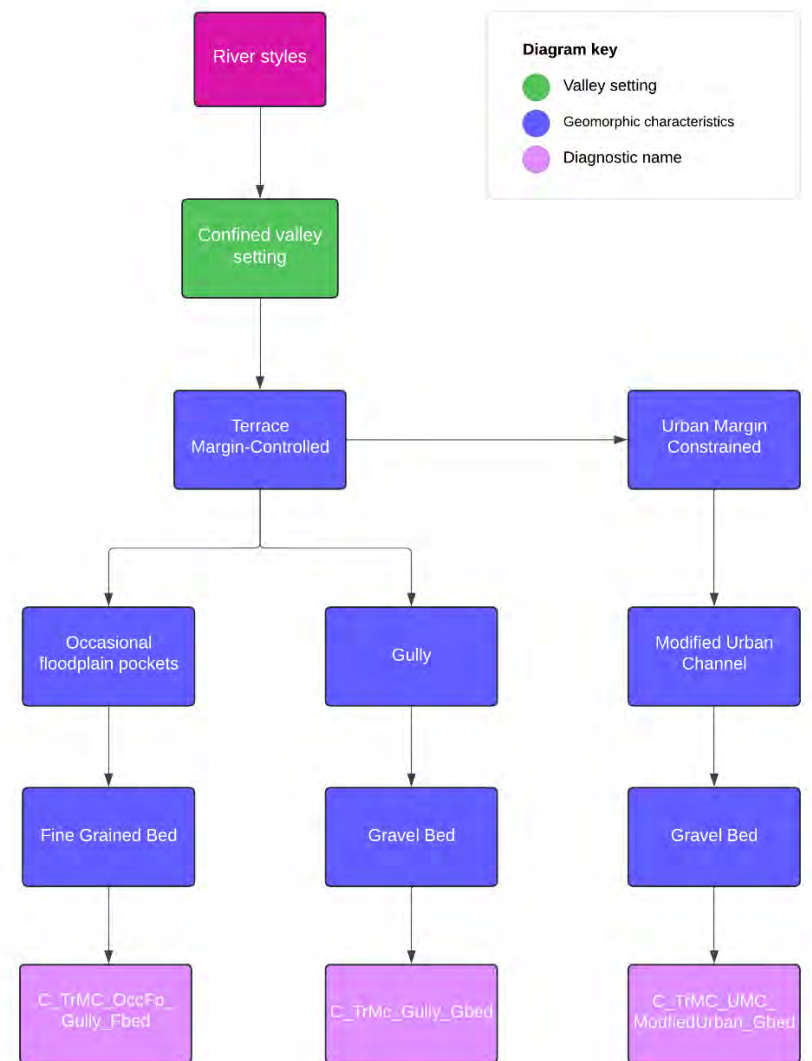 River styles
Diagram key
Valley setting
Geomorphic characteristics
Diagnostic name
Confined valley
setting
Terrace
Margin-Controlled
Urban Margin
Constrained
Occasional
floodplain pockets
Gully
Modified Urban
Channel
Fine Grained Bed
Gravel Bed
Gravel Bed
C_TrMC_OccFp_
Gully_Fbed
C_TrMc_Gully_Gbed
C_TrMC_UMC_
ModfiedUrban_Gbed